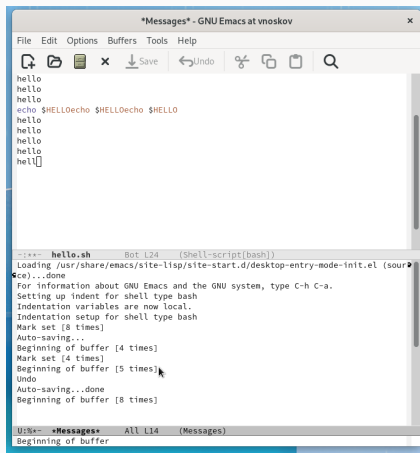 *Messages* - GNU Emacs at vnoskov
File Edit Options Buffers Tools Help
Save Undo
hello
hello
hello
echo $HELLOecho $HELLOecho $HELLO
hello
hello
hello
hello
hell
-:**- hello.sh Bot L24 (Shell-script[bash])
Loading /usr/share/emacs/site-lisp/site-start.d/desktop-entry-mode-init.el (sour
ce)...done
For information about GNU Emacs and the GNU system, type C-h C-a.
Setting up indent for shell type bash
Indentation variables are now local.
Indentation setup for shell type bash
Mark set [8 times]
Auto-saving...
Beginning of buffer [4 times]
Mark set [4 times]
Beginning of buffer [5 times]
Undo
Auto-saving...done
Beginning of buffer [8 times]
U:%*- *Messages* All L14 (Messages)
Beginning of buffer